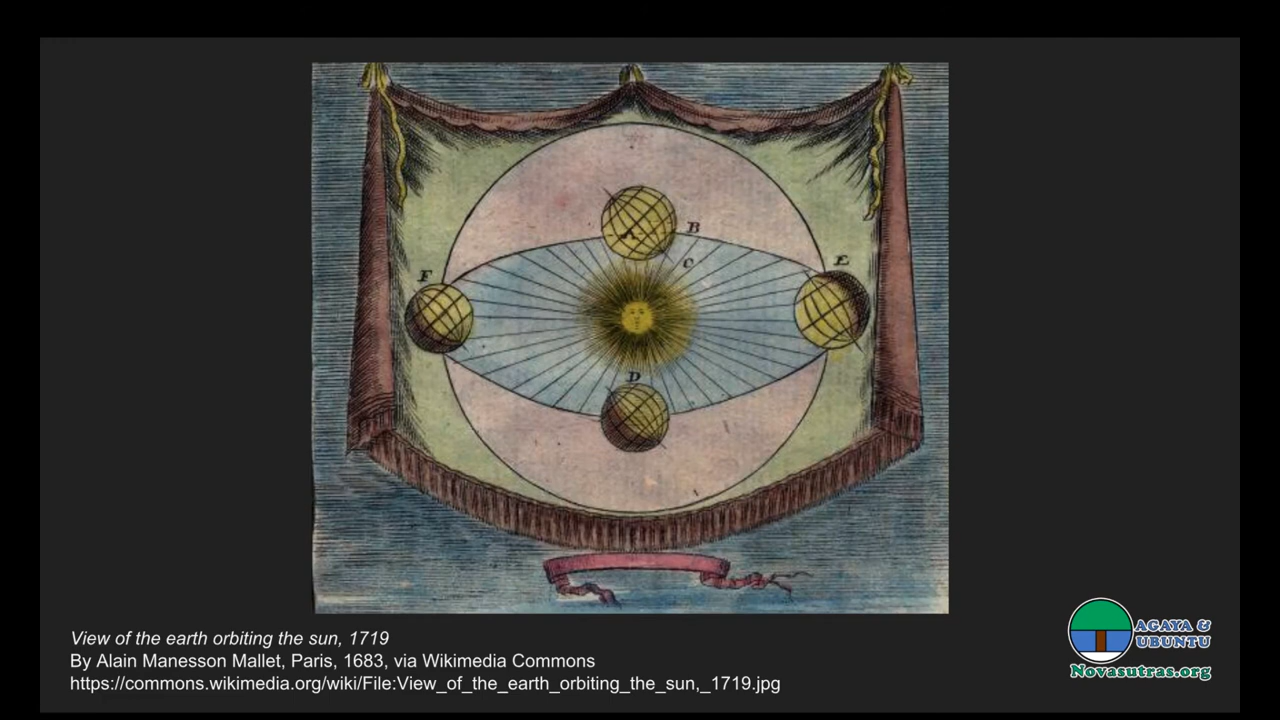 A
B
C
F
E
D
View of the earth orbiting the sun, 1719
By Alain Manesson Mallet, Paris, 1683, via Wikimedia Commons
https://commons.wikimedia.org/wiki/File:View_of_the_earth_orbiting_the_sun,_1719.jpg
AGAYA &
UBUNTU
Novasutras.org